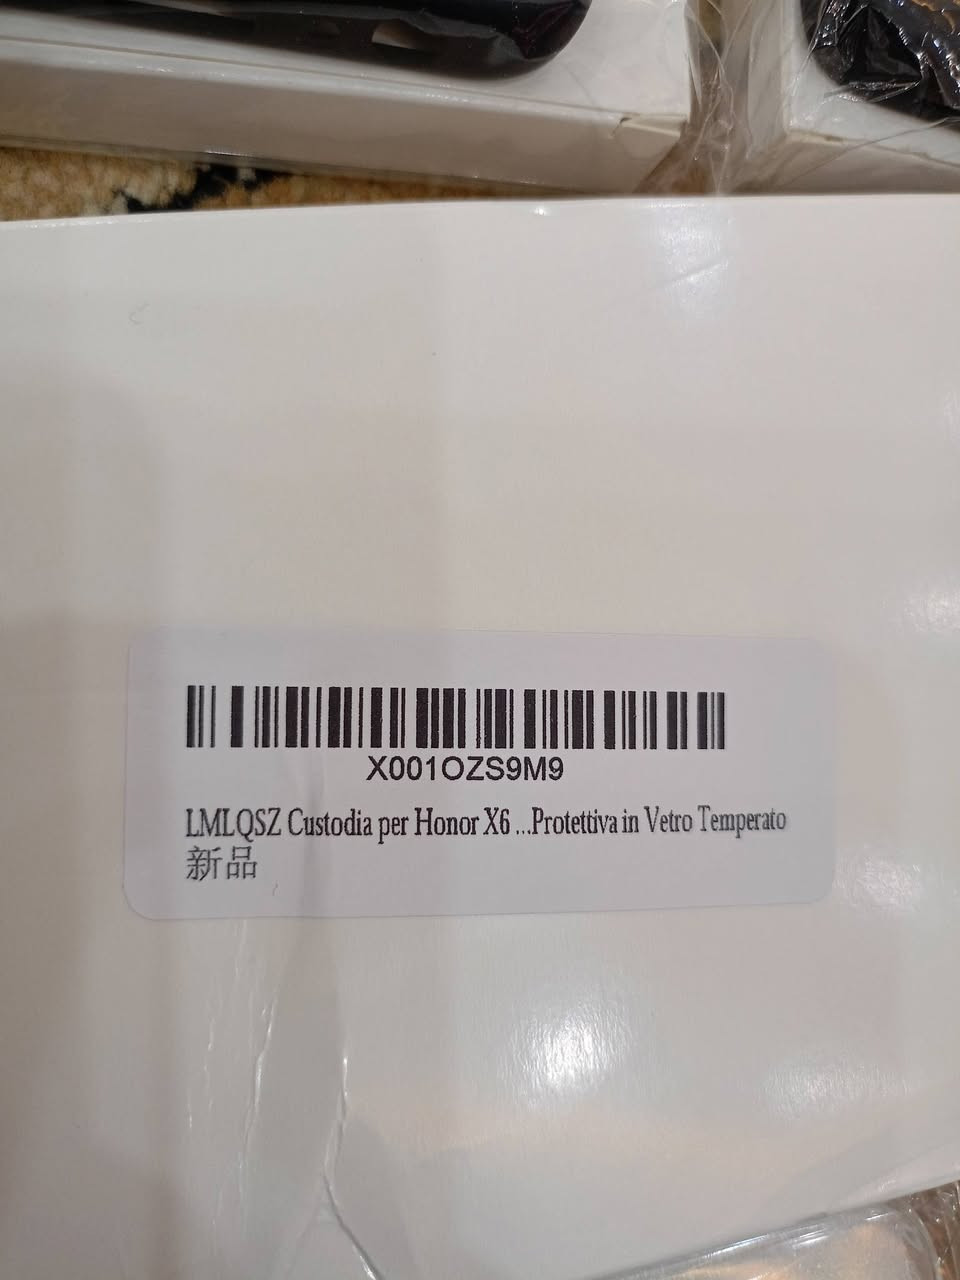 X001OZS9M9
LMLQSZ Custodia per Honor X6 ...Protettiva in Vetro Temperato
新品